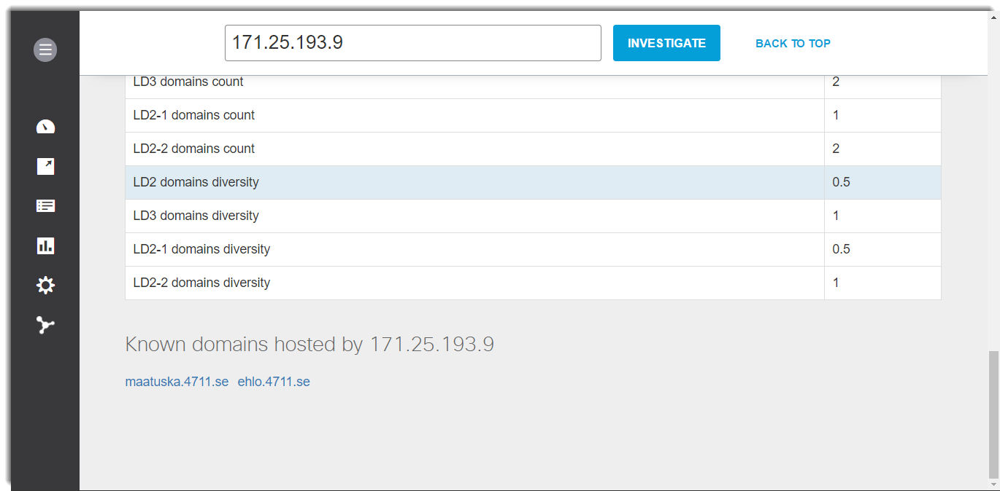 171.25.193.9 INVESTIGATE BACK TO TOP
LD3 domains count 2
LD2-1 domains count 1
LD2-2 domains count 2
LD2 domains diversity 0.5
LD3 domains diversity 1
LD2-1 domains diversity 0.5
LD2-2 domains diversity 1
Known domains hosted by 171.25.193.9
maatuska.4711.se ehlo.4711.se